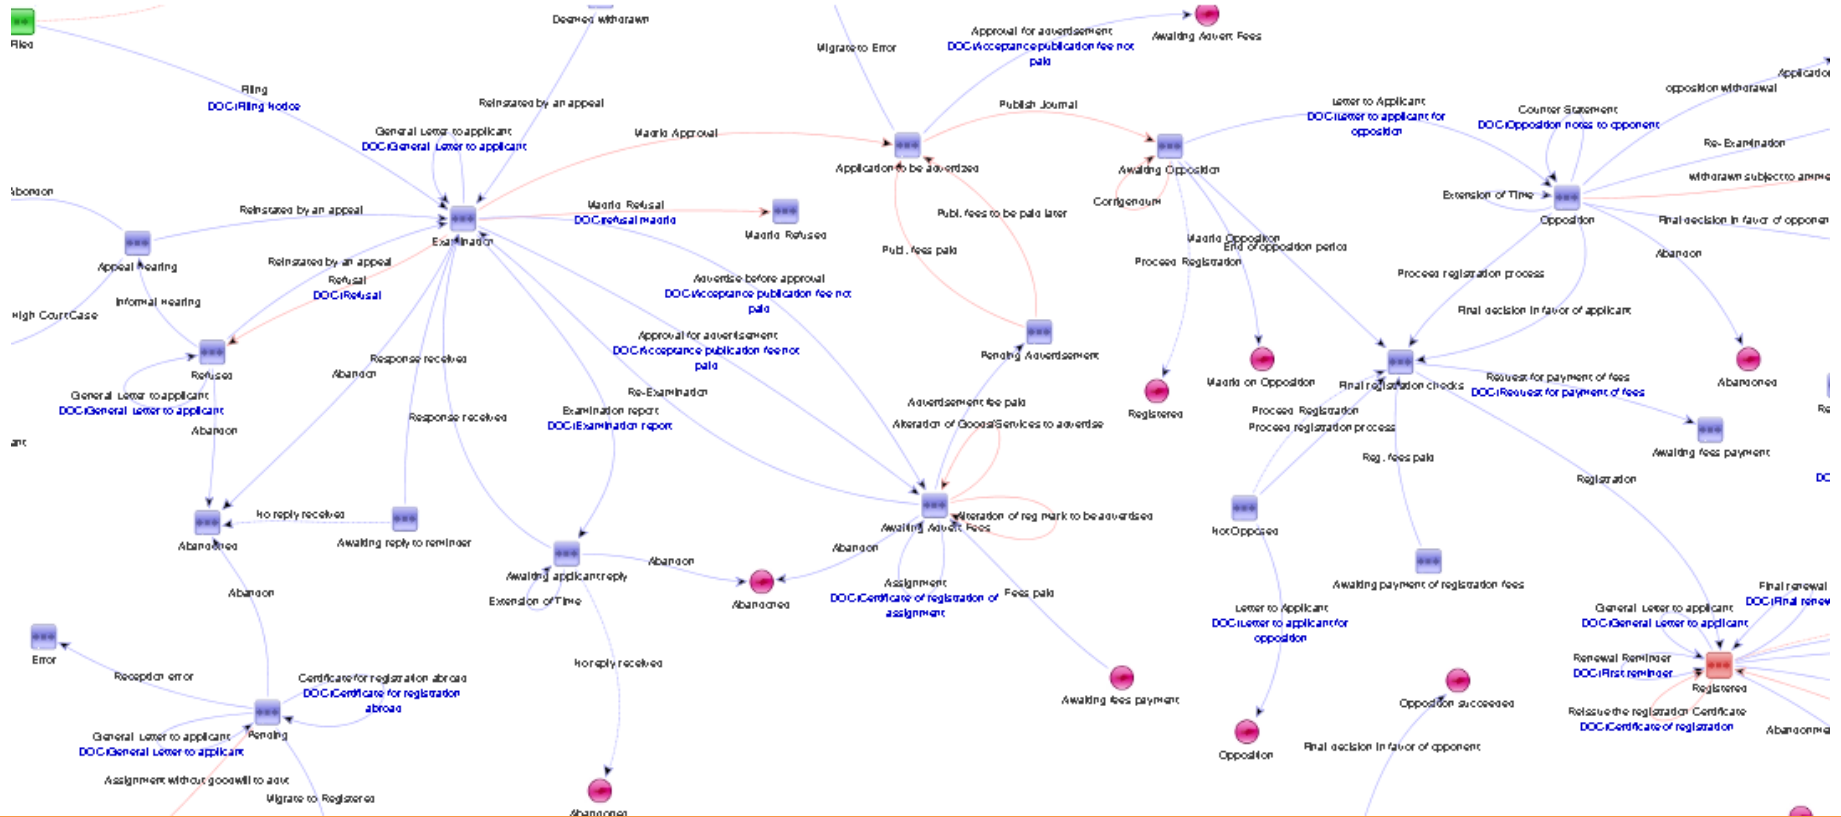 Filed
Deemed withdrawn
Migrate to Error
Approval for advertisement
DOC:Acceptance publication fee not
paid
Awaiting Advert Fees
Filing
DOC:Filing Notice
Reinstated by an appeal
General Letter to applicant
DOC:General Letter to applicant
Madrid Approval
Publish Journal
Application to be advertized
Awaiting Opposition
Corrigendum
Letter to Applicant
DOC:Letter to applicant for
opposition
Counter Statement
DOC:Opposition notes to opponent
opposition withdrawal
Applicatio
Re-Examination
Extension of Time
Opposition
Final decision in favor of opponen
Abandon
Abandon
Reinstated by an appeal
Examination
Madrid Refusal
DOC:refusal madrid
Madrid Refused
Publ. fees to be paid later
Publ. fees paid
Madrid Opposition
End of opposition period
Proceed Registration
Appeal Hearing
Informal Hearing
High Court Case
Reinstated by an appeal
Refusal
DOC:Refusal
Advertise before approval
DOC:Acceptance publication fee not
paid
Approval for advertisement
DOC:Acceptance publication fee not
paid
Proceed registration process
Final decision in favor of applicant
Refused
General Letter to applicant
DOC:General Letter to applicant
Abandon
Response received
Abandon
Response received
Examination report
DOC:Examination report
Re-Examination
Pending Advertisement
Advertisement fee paid
Alteration of Goods/Services to advertise
Registered
Madrid on Opposition
Final registration checks
Request for payment of fees
DOC:Request for payment of fees
Abandoned
Proceed Registration
Proceed registration process
Awaiting fees payment
Reg. fees paid
Registration
No reply received
Abandoned
Awaiting reply to reminder
Awaiting Advert Fees
Alteration of reg mark to be advertised
Not Opposed
Awaiting payment of registration fees
Awaiting applicant reply
Extension of Time
Abandon
Abandoned
Abandon
Assignment
DOC:Certificate of registration of
assignment
Fees paid
Letter to Applicant
DOC:Letter to applicant for
opposition
General Letter to applicant
DOC:General Letter to applicant
Final renewal
DOC:Final renew
Abandon
Error
Reception error
Certificate for registration abroad
DOC:Certificate for registration
abroad
Pending
General Letter to applicant
DOC:General Letter to applicant
Assignment without goodwill to adv
Migrate to Registered
No reply received
Abandoned
Awaiting fees payment
Opposition
Opposition succeeded
Final decision in favor of opponent
Renewal Reminder
DOC:First reminder
Registered
Reissue the registration Certificate
DOC:Certificate of registration
Abandonme